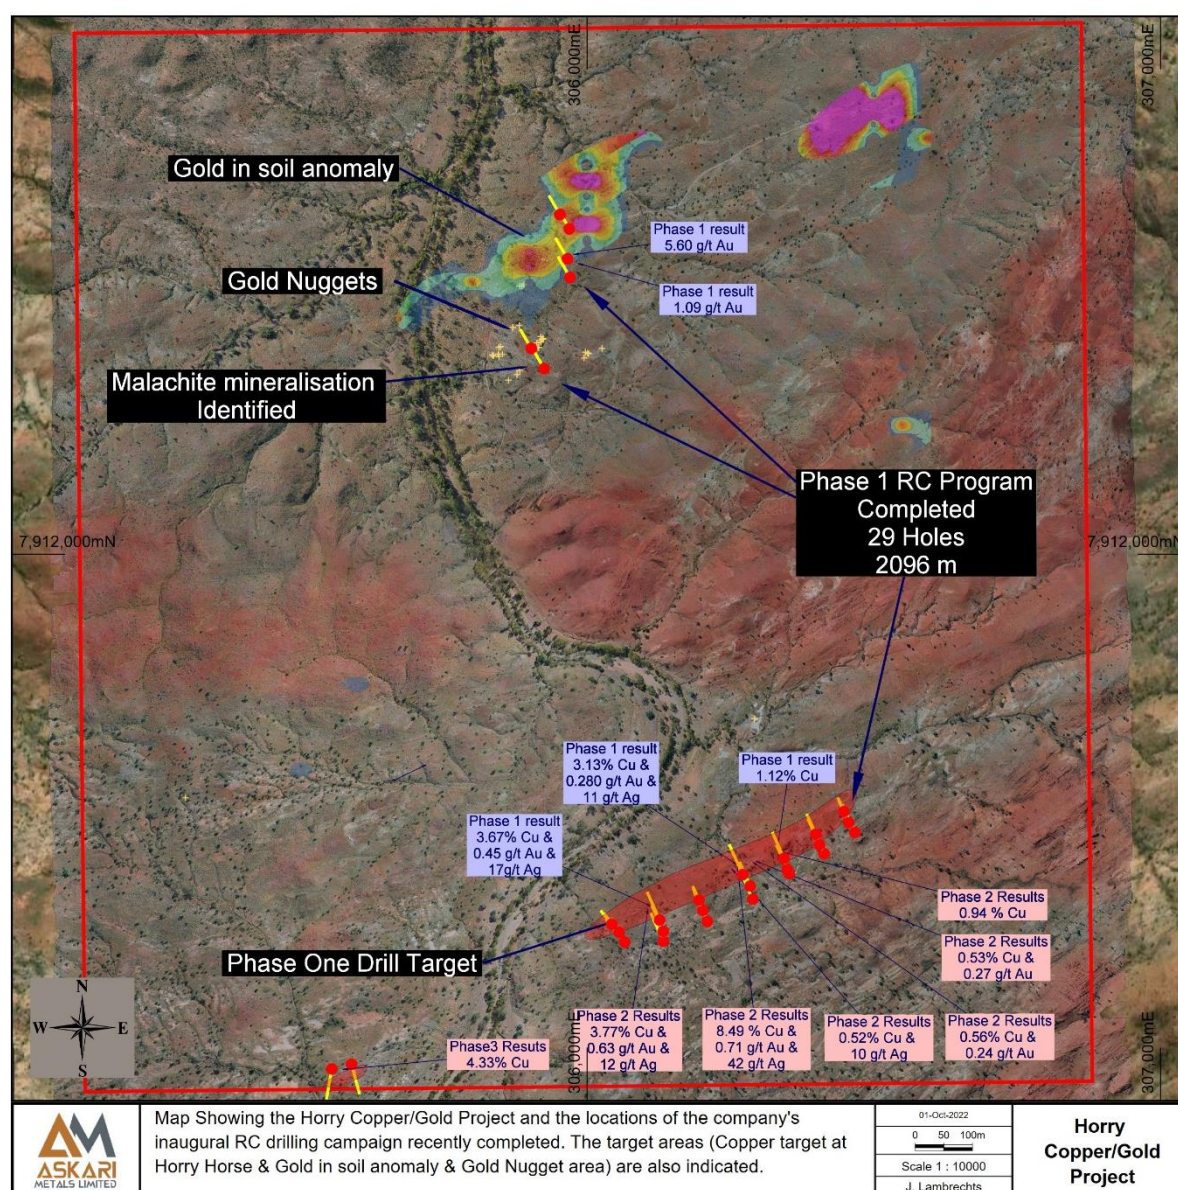 306,000mE
307,000mE
Gold in soil anomaly
Phase 1 result
5.60 g/t Au
Gold Nuggets
Phase 1 result
1.09 g/t Au
Malachite mineralisation
Identified
Phase 1 RC Program
Completed
29 Holes
2096 m
7,912,000mN
7,912,000mN
Phase 1 result
3.13% Cu &
0.280 g/t Au &
11 g/t Ag
Phase 1 result
1.12% Cu
Phase 1 result
3.67% Cu &
0.45 g/t Au &
17g/t Ag
Phase 2 Results
0.94 % Cu
Phase 2 Results
0.53% Cu &
0.27 g/t Au
Phase One Drill Target
N
W
E
S
Phase 2 Results
3.77% Cu &
0.63 g/t Au &
12 g/t Ag
Phase 2 Results
8.49 % Cu &
0.71 g/t Au &
42 g/t Ag
Phase 2 Results
0.52% Cu &
10 g/t Ag
Phase 2 Results
0.56% Cu &
0.24 g/t Au
Phase3 Resuts
4.33% Cu
306,000mE
307,000mE
AM
ASKARI
METALS LIMITED
Map Showing the Horry Copper/Gold Project and the locations of the company's
inaugural RC drilling campaign recently completed. The target areas (Copper target at
Horry Horse & Gold in soil anomaly & Gold Nugget area) are also indicated.
01-Oct-2022
0 50 100m
Scale 1 : 10000
J. Lambrechts
Horry
Copper/Gold
Project